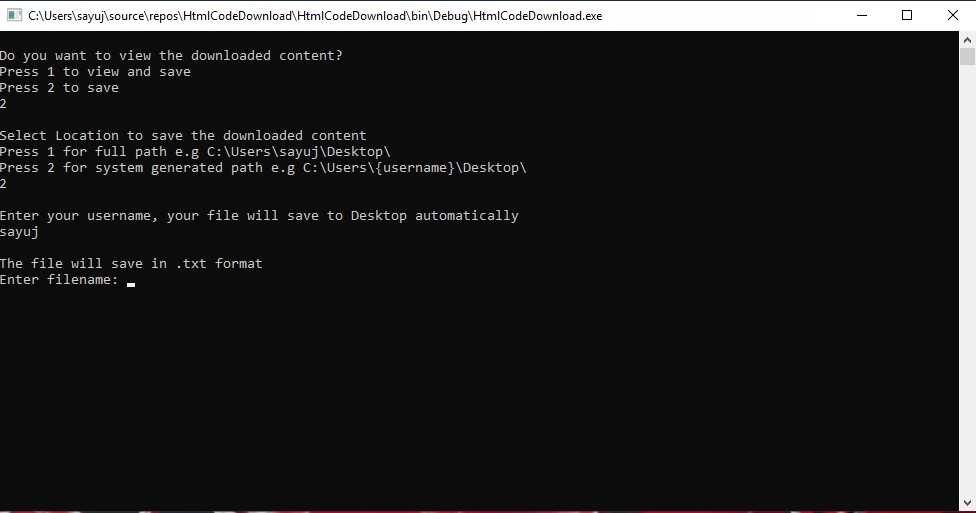 C:\Users\sayuj\source\repos\HtmlCodeDownload\HtmlCodeDownload\bin\Debug\HtmlCodeDownload.exe
Do you want to view the downloaded content?
Press 1 to view and save
Press 2 to save
2
Select Location to save the downloaded content
Press 1 for full path e.g C:\Users\sayuj\Desktop\
Press 2 for system generated path e.g C:\Users\{username}\Desktop\
2
Enter your username, your file will save to Desktop automatically
sayuj
The file will save in .txt format
Enter filename: